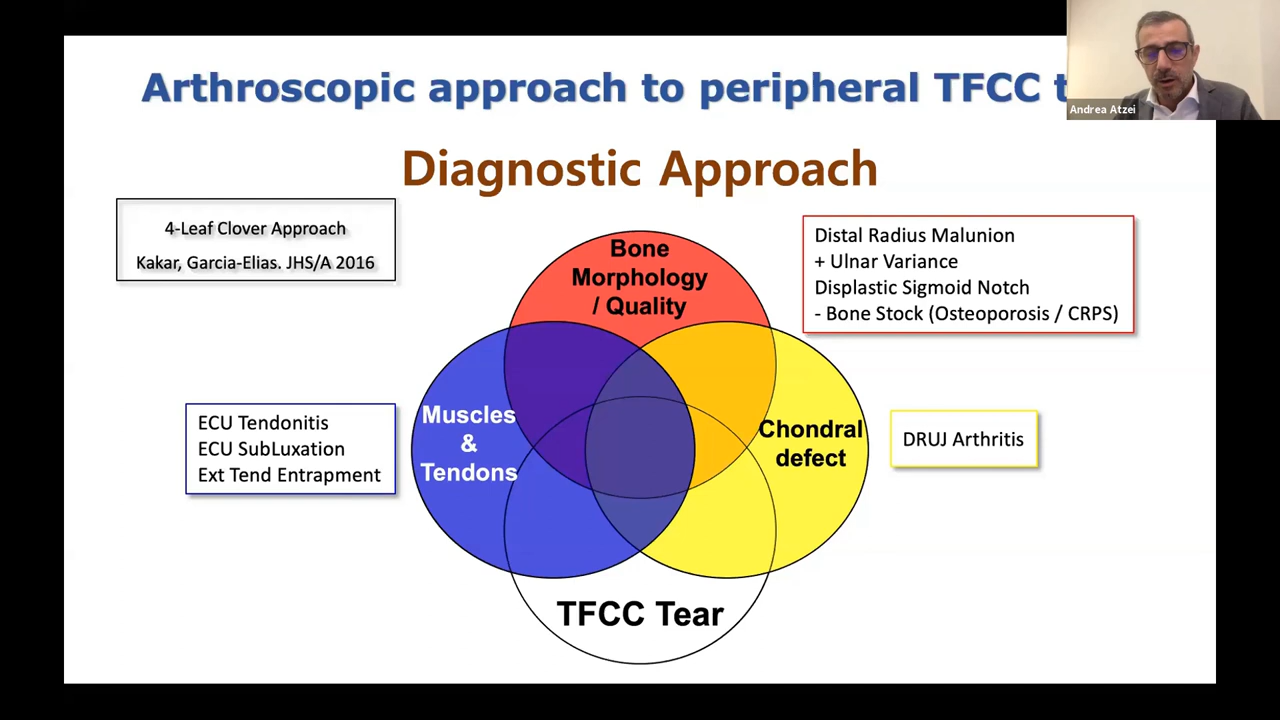 Arthroscopic approach to peripheral TFCC
Andrea Atzei
Diagnostic Approach
4-Leaf Clover Approach
Kakar, Garcia-Elias. JHS/A 2016
Bone
Morphology
/ Quality
Distal Radius Malunion
+ Ulnar Variance
Displastic Sigmoid Notch
- Bone Stock (Osteoporosis / CRPS)
ECU Tendonitis
ECU SubLuxation
Ext Tend Entrapment
Muscles
&
Tendons
Chondral
defect
DRUJ Arthritis
TFCC Tear